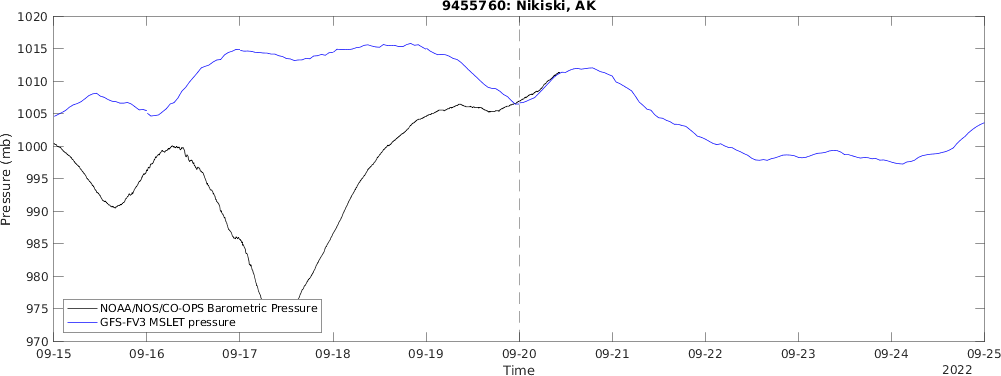 9455760: Nikiski, AK
1020
1015
1010
1005
1000
995
990
985
980
975
970
Pressure (mb)
NOAA/NOS/CO-OPS Barometric Pressure
GFS-FV3 MSLET pressure
09-15 09-16 09-17 09-18 09-19 09-20 09-21 09-22 09-23 09-24 09-25
Time
2022